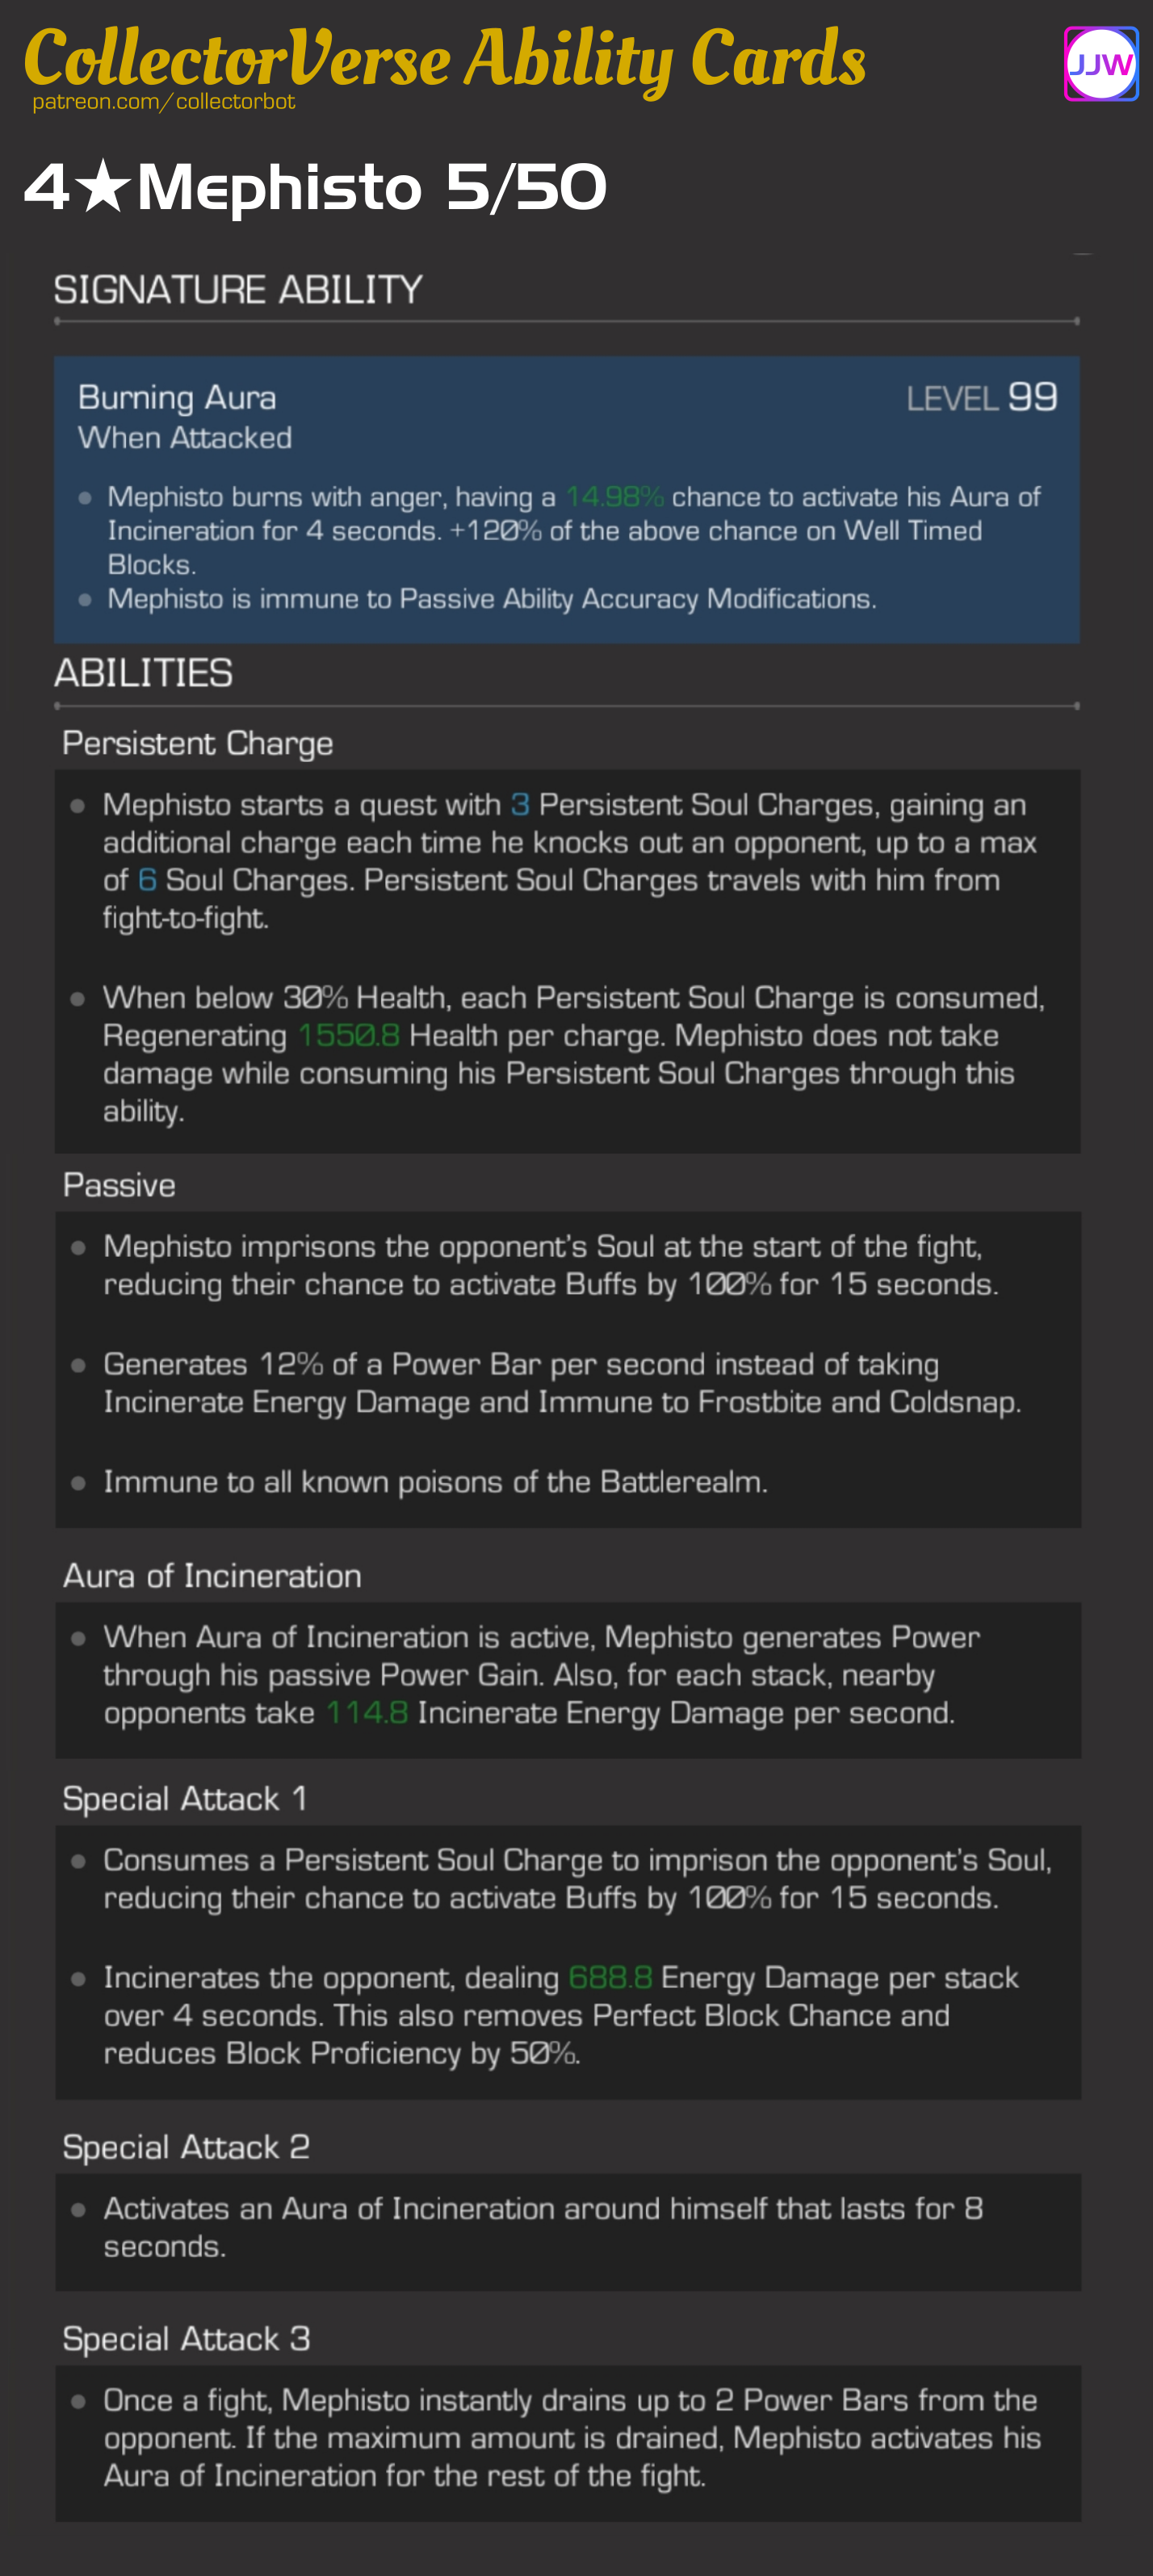 CollectorVerse Ability Cards
patreon.com/collectorbot
JJW
4★Mephisto 5/50
SIGNATURE ABILITY
Burning Aura LEVEL 99
When Attacked
● Mephisto burns with anger, having a 14.98% chance to activate his Aura of
Incineration for 4 seconds. +120% of the above chance on Well Timed
Blocks.
● Mephisto is immune to Passive Ability Accuracy Modifications.
ABILITIES
Persistent Charge
● Mephisto starts a quest with 3 Persistent Soul Charges, gaining an
additional charge each time he knocks out an opponent, up to a max
of 6 Soul Charges. Persistent Soul Charges travels with him from
fight-to-fight.
● When below 30% Health, each Persistent Soul Charge is consumed,
Regenerating 1550.8 Health per charge. Mephisto does not take
damage while consuming his Persistent Soul Charges through this
ability.
Passive
● Mephisto imprisons the opponent's Soul at the start of the fight,
reducing their chance to activate Buffs by 100% for 15 seconds.
● Generates 12% of a Power Bar per second instead of taking
Incinerate Energy Damage and Immune to Frostbite and Coldsnap.
● Immune to all known poisons of the Battlerealm.
Aura of Incineration
● When Aura of Incineration is active, Mephisto generates Power
through his passive Power Gain. Also, for each stack, nearby
opponents take 114.8 Incinerate Energy Damage per second.
Special Attack 1
● Consumes a Persistent Soul Charge to imprison the opponent's Soul,
reducing their chance to activate Buffs by 100% for 15 seconds.
● Incinerates the opponent, dealing 688.8 Energy Damage per stack
over 4 seconds. This also removes Perfect Block Chance and
reduces Block Proficiency by 50%.
Special Attack 2
● Activates an Aura of Incineration around himself that lasts for 8
seconds.
Special Attack 3
● Once a fight, Mephisto instantly drains up to 2 Power Bars from the
opponent. If the maximum amount is drained, Mephisto activates his
Aura of Incineration for the rest of the fight.